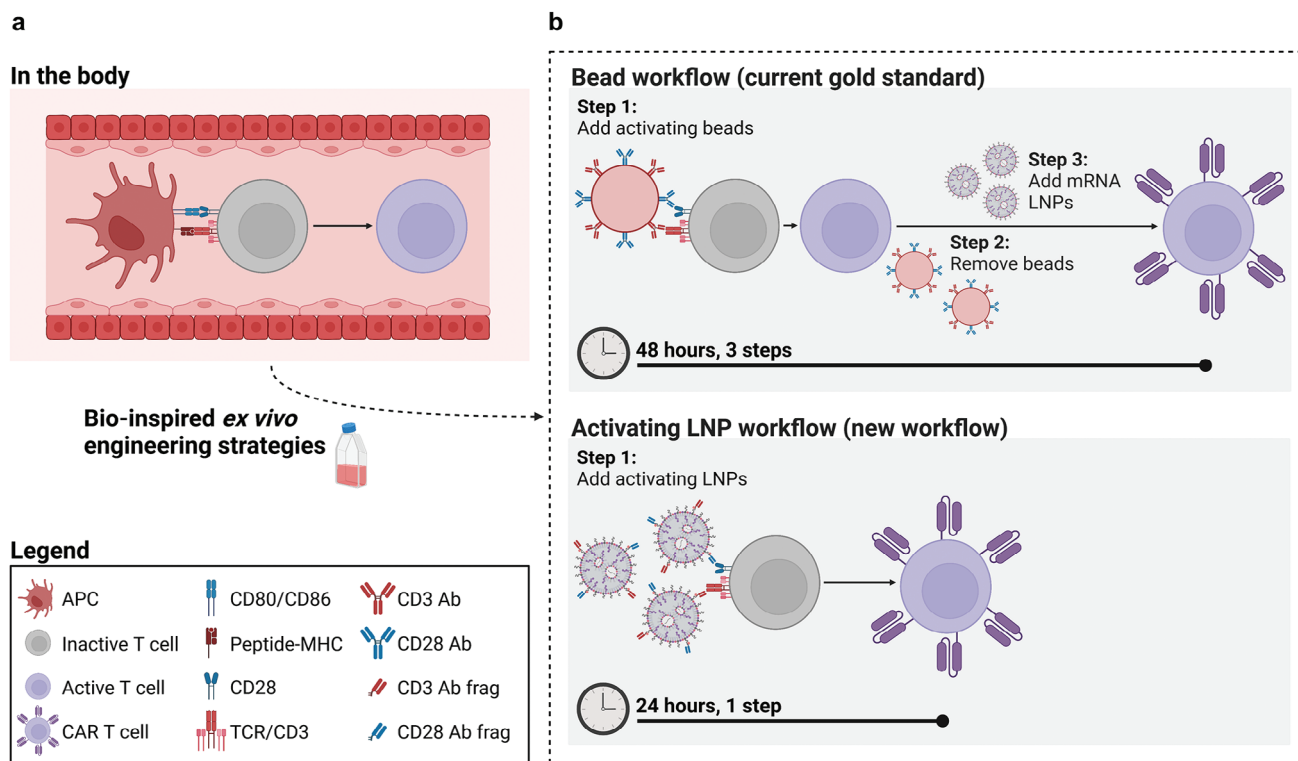 a
In the body
Bio-inspired ex vivo
engineering strategies
Legend
APC
Inactive T cell
Active T cell
CAR T cell
CD80/CD86
Peptide-MHC
CD28
TCR/CD3
CD3 Ab
CD28 Ab
CD3 Ab frag
CD28 Ab frag
b
Bead workflow (current gold standard)
Step 1:
Add activating beads
Step 3:
Add mRNA
LNPs
Step 2:
Remove beads
48 hours, 3 steps
Activating LNP workflow (new workflow)
Step 1:
Add activating LNPs
24 hours, 1 step